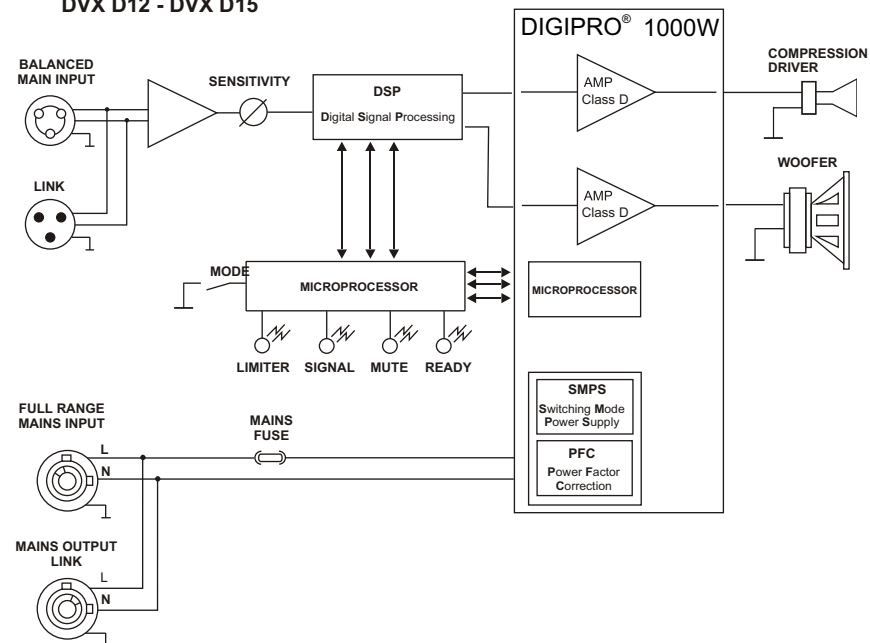 DVX D12 - DVX D15
DIGIPRO® 1000W
BALANCED
MAIN INPUT
SENSITIVITY
DSP
Digital Signal Processing
AMP
Class D
COMPRESSION
DRIVER
LINK
AMP
Class D
WOOFER
MODE
MICROPROCESSOR
MICROPROCESSOR
LIMITER
SIGNAL
MUTE
READY
SMPS
Switching Mode
Power Supply
PFC
Power Factor
Correction
FULL RANGE
MAINS INPUT
L
N
MAINS
FUSE
MAINS OUTPUT
LINK
L
N